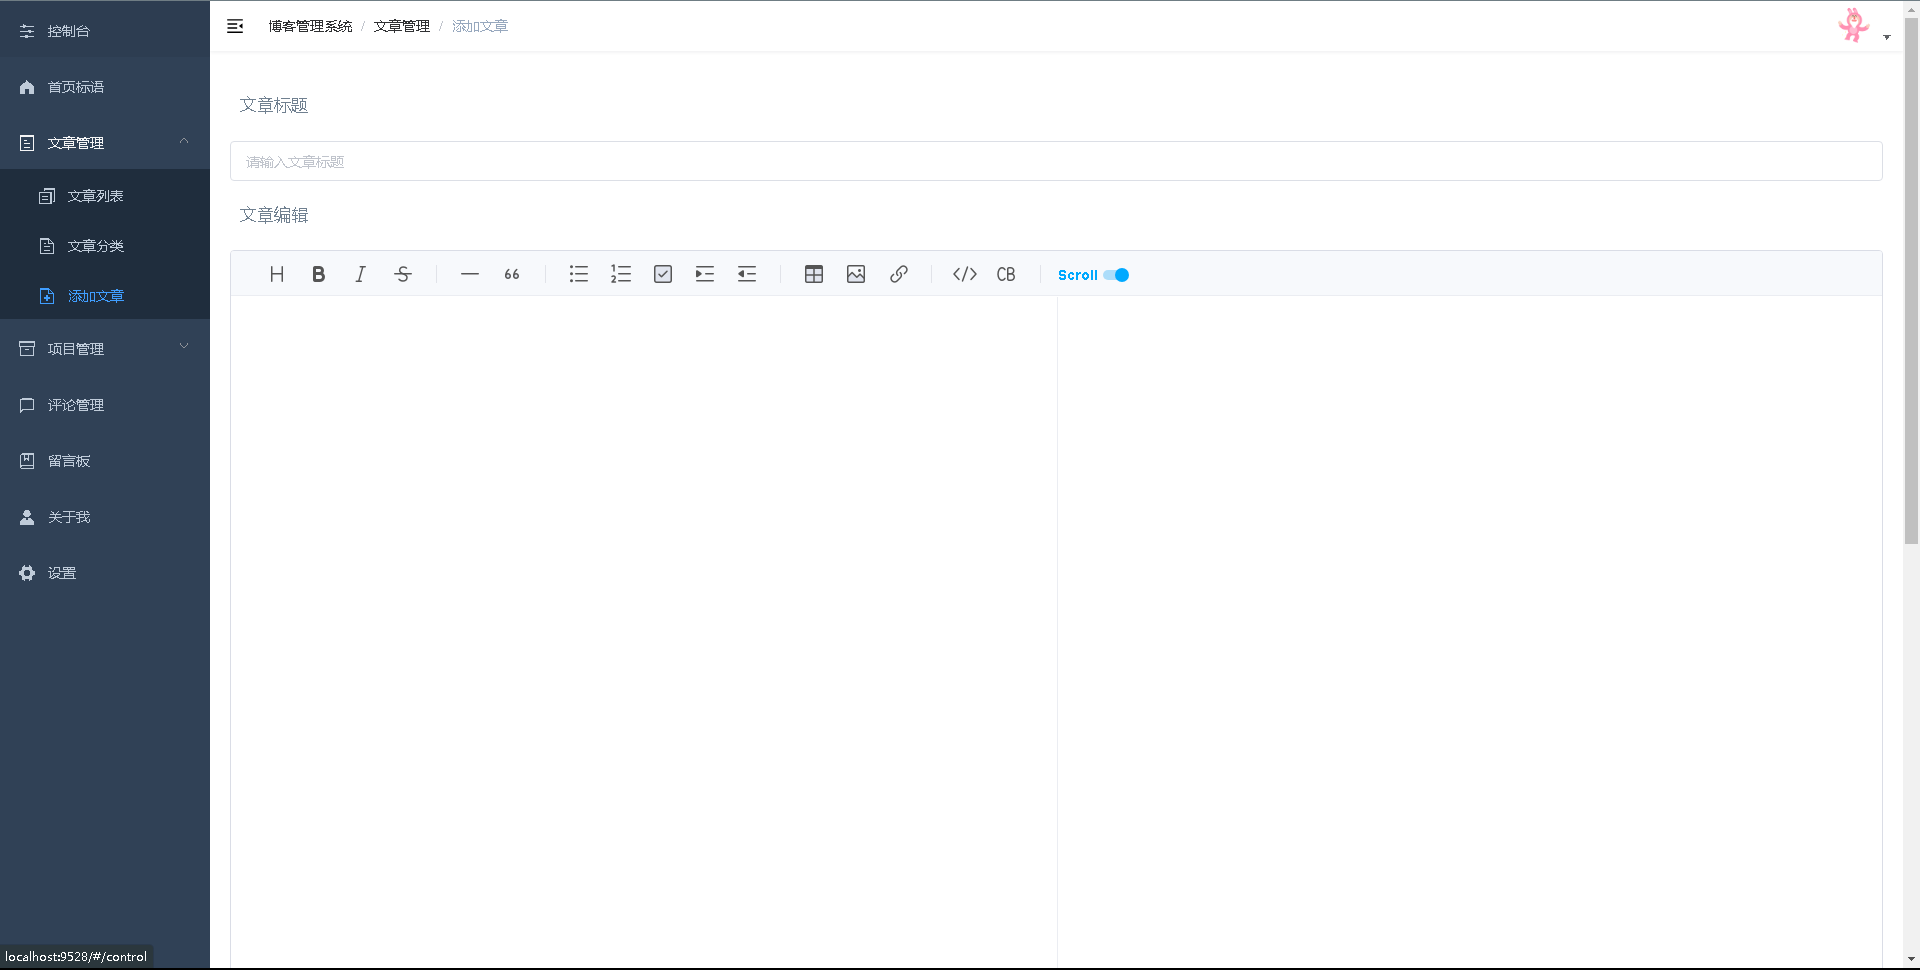 控制台
首页标语
文章管理
文章列表
文章分类
添加文章
项目管理
评论管理
留言板
关于我
设置
localhost:9528/#/control
博客管理系统 / 文章管理 / 添加文章
文章标题
请输入文章标题
文章编辑
H B I S — 66 </> CB Scroll